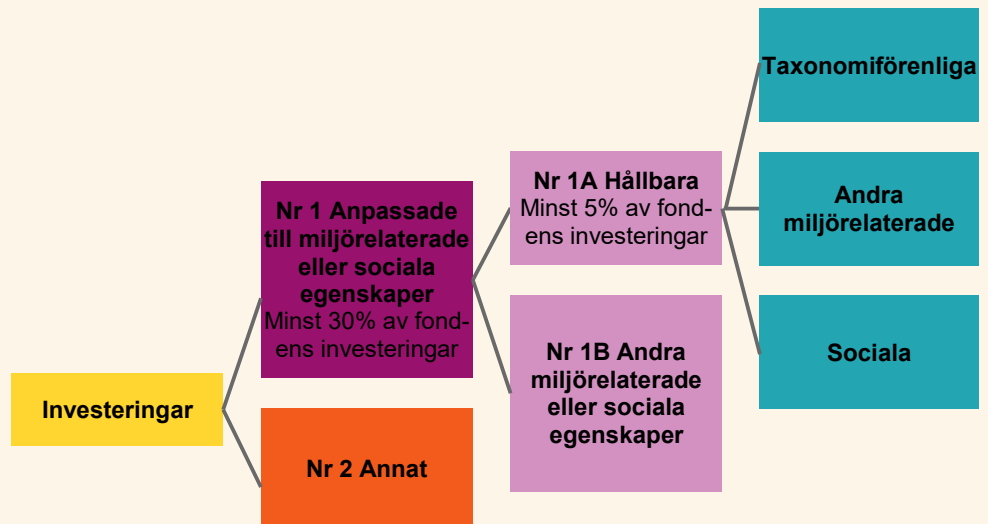 Investeringar
Nr 1 Anpassade
till miljörelaterade
eller sociala
egenskaper
Minst 30% av fond-
ens investeringar
Nr 2 Annat
Nr 1A Hållbara
Minst 5% av fond-
ens investeringar
Nr 1B Andra
miljörelaterade
eller sociala
egenskaper
Taxonomiförenliga
Andra
miljörelaterade
Sociala